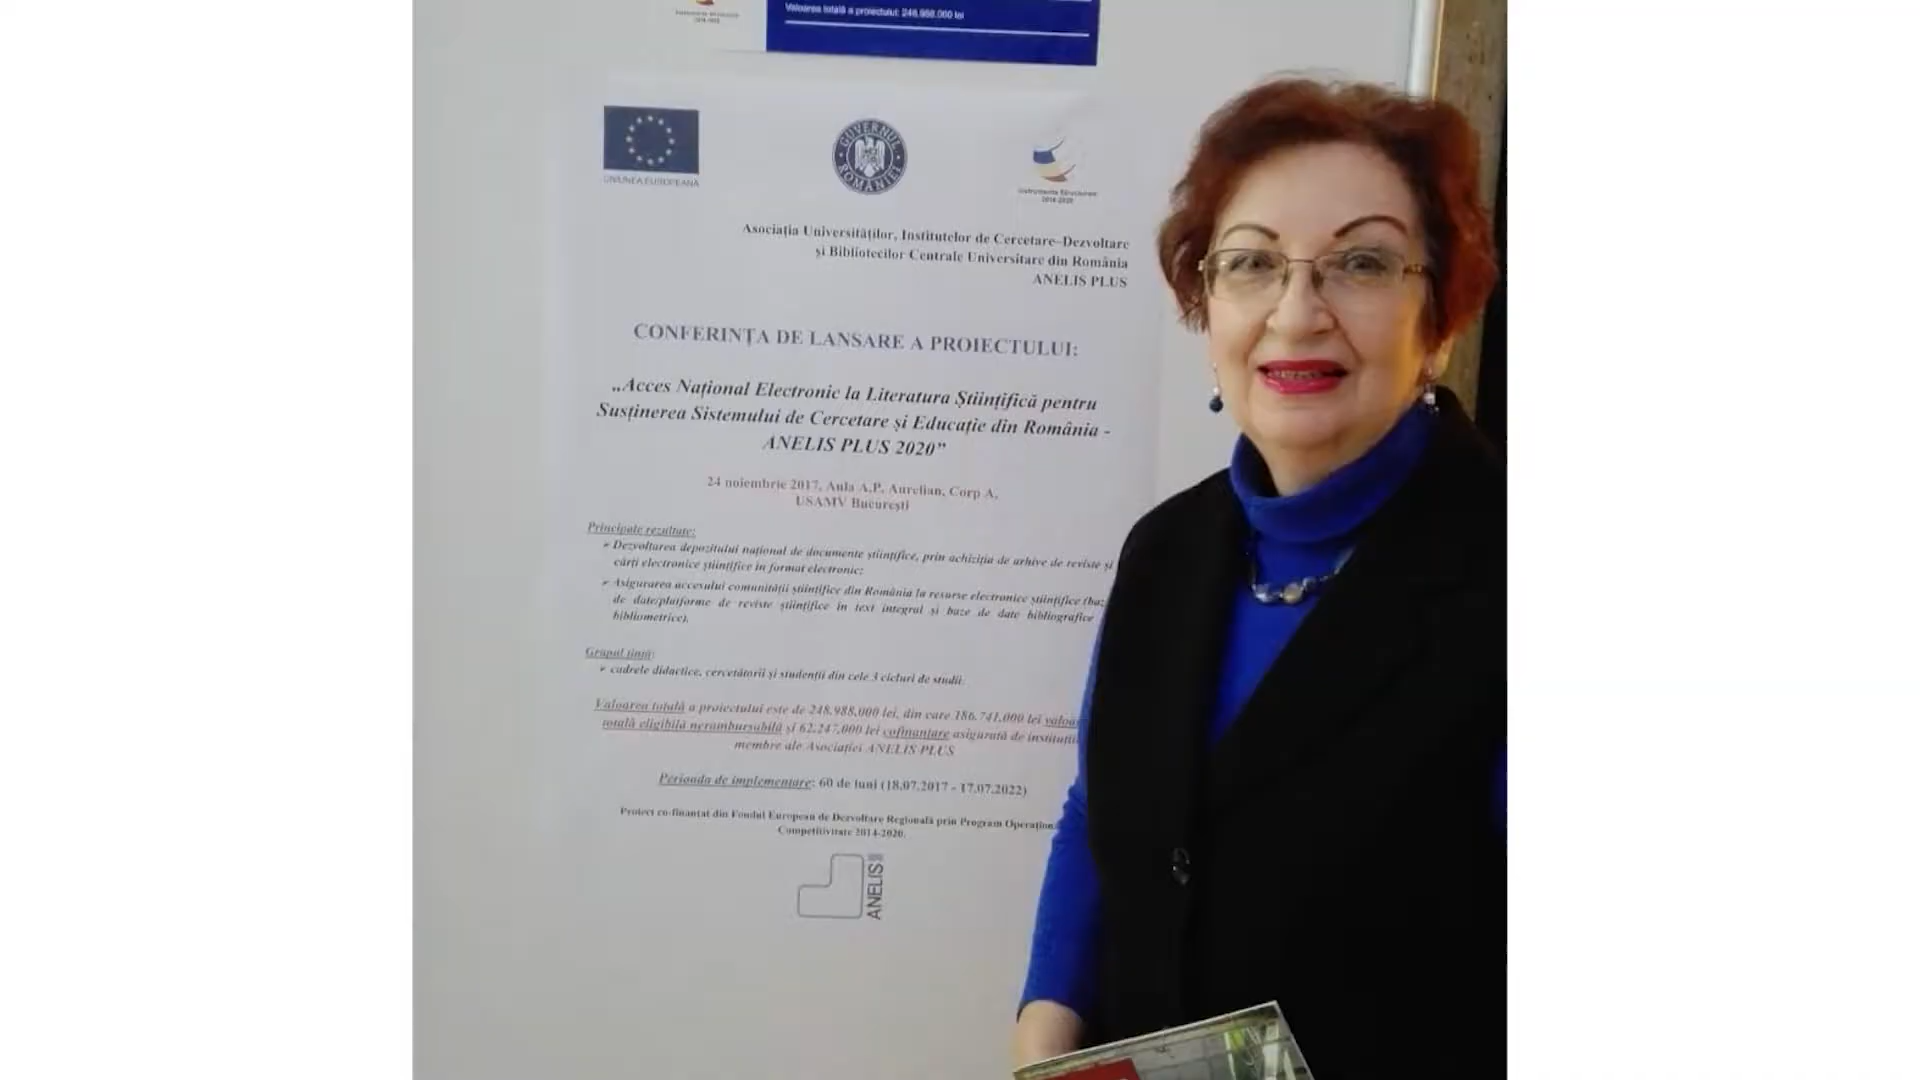 Valoarea totală a proiectului: 248.988.000 lei
UNIUNEA EUROPEANĂ
GUVERNUL ROMÂNIEI
Instrumente Structurale
2014-2020
Asociația Universităților, Institutelor de Cercetare–Dezvoltare
și Bibliotecilor Centrale Universitare din România
ANELIS PLUS
CONFERINȚA DE LANSARE A PROIECTULUI:
„Acces Național Electronic la Literatura Științifică pentru
Susținerea Sistemului de Cercetare și Educație din România -
ANELIS PLUS 2020”
24 noiembrie 2017, Aula A.P. Aurelian, Corp A,
USAMV București
Principale rezultate:
Dezvoltarea depozitului național de documente științifice, prin achiziția de arhive de reviste și
cărți electronice științifice în format electronic;
Asigurarea accesului comunității științifice din România la resurse electronice științifice (baz
de date/platforme de reviste științifice în text integral și baze de date bibliografice
bibliometrice).
Grupul țintă:
cadrele didactice, cercetătorii și studenții din cele 3 cicluri de studii.
Valoarea totală a proiectului este de 248.988.000 lei, din care 186.741.000 lei valoar
totală eligibilă nerambursabilă și 62.247.000 lei cofinanțare asigurată de instituții
membre ale Asociației ANELIS PLUS
Perioada de implementare: 60 de luni (18.07.2017 - 17.07.2022)
Proiect co-finanțat din Fondul European de Dezvoltare Regională prin Program Operațion
Competitivitate 2014-2020.
ANELIS